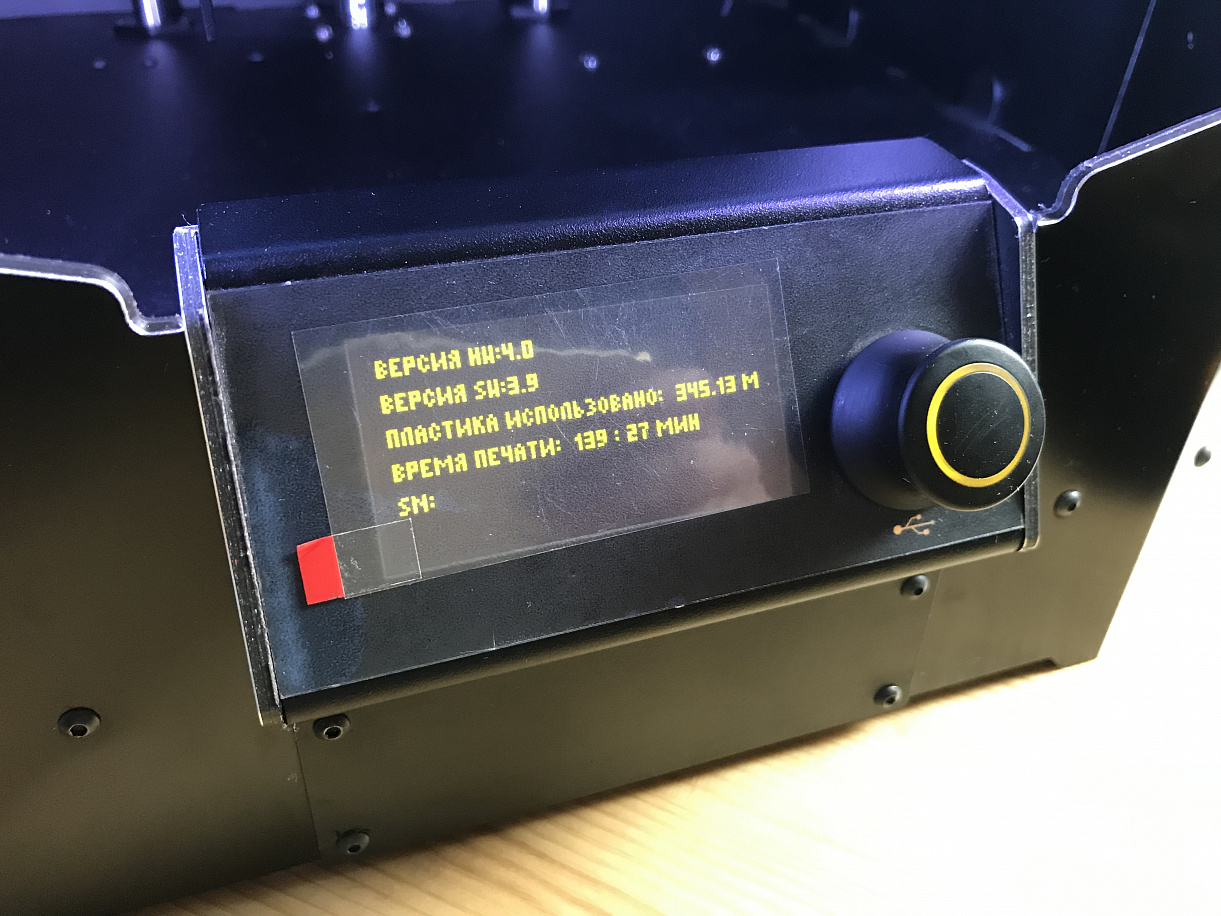 ВЕРСИЯ HW:4.0
ВЕРСИЯ SW:3.9
ПЛАСТИКА ИСПОЛЬЗОВАНО: 345.13 М
ВРЕМЯ ПЕЧАТИ: 139 : 27 МИН
SN: